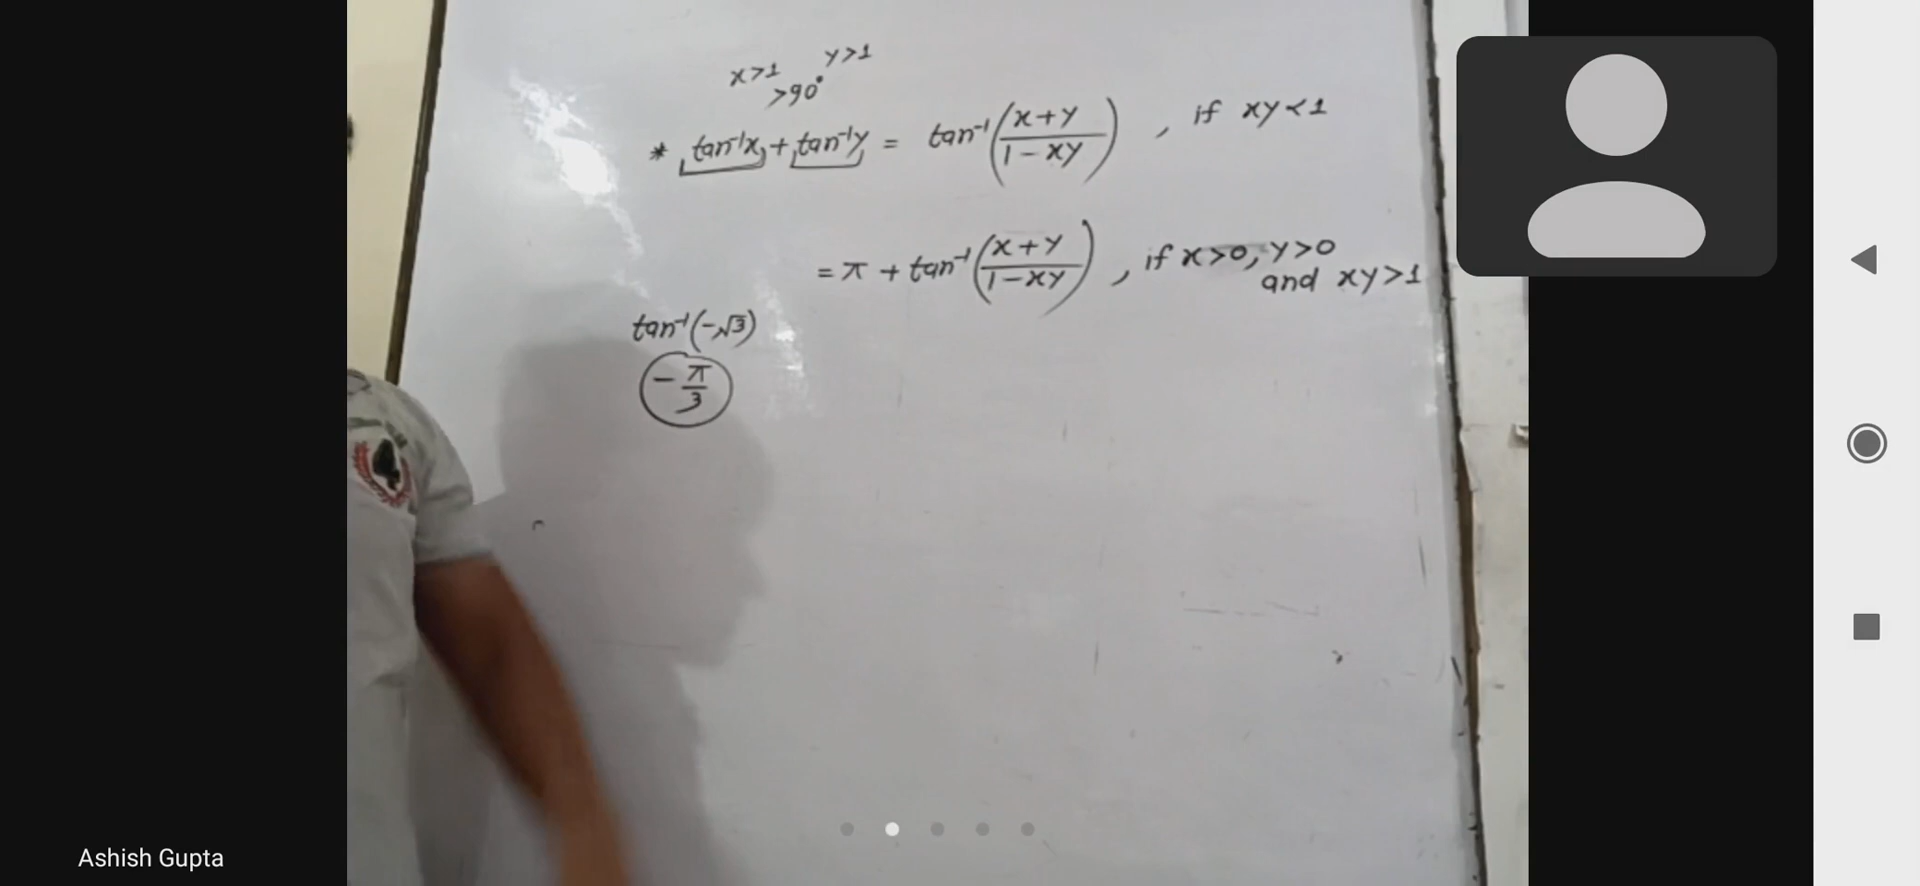 x>1 y>1
>90°
* tan⁻¹x + tan⁻¹y = tan⁻¹((x+y)/(1-xy)) , if xy<1
= π + tan⁻¹((x+y)/(1-xy)) , if x>0, y>0
and xy>1
tan⁻¹(-√3)
-π/3
Ashish Gupta